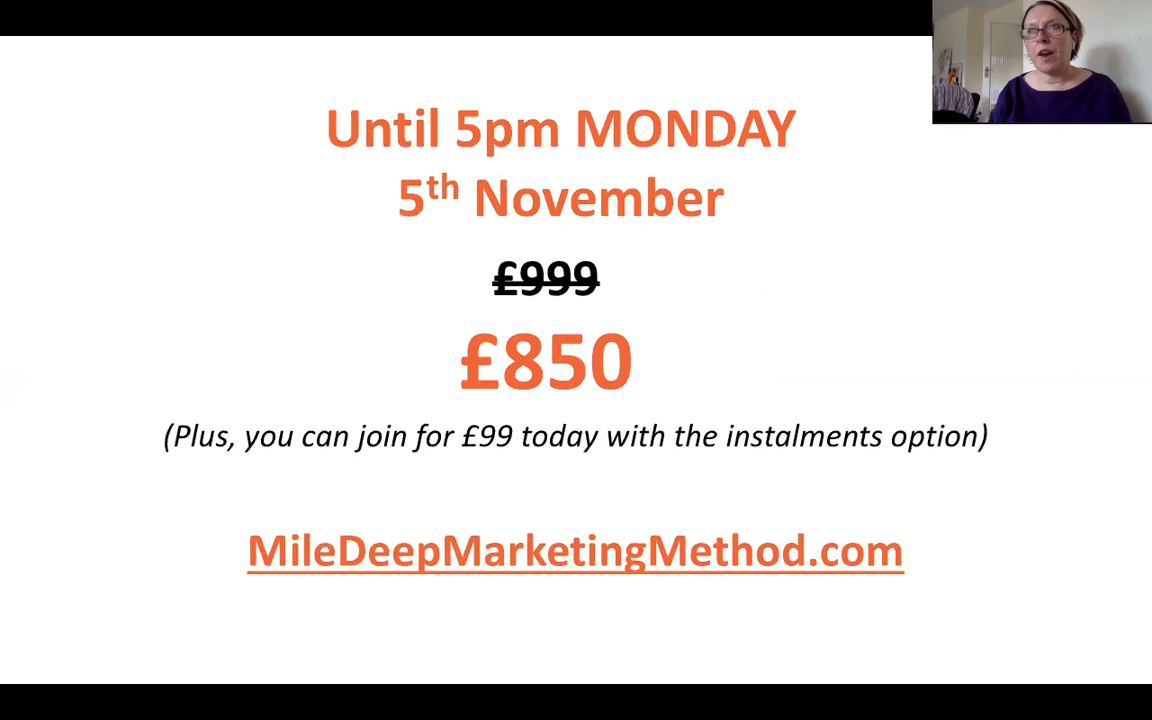 Until 5pm MONDAY
5th November
£999
£850
(Plus, you can join for £99 today with the instalments option)
MileDeepMarketingMethod.com